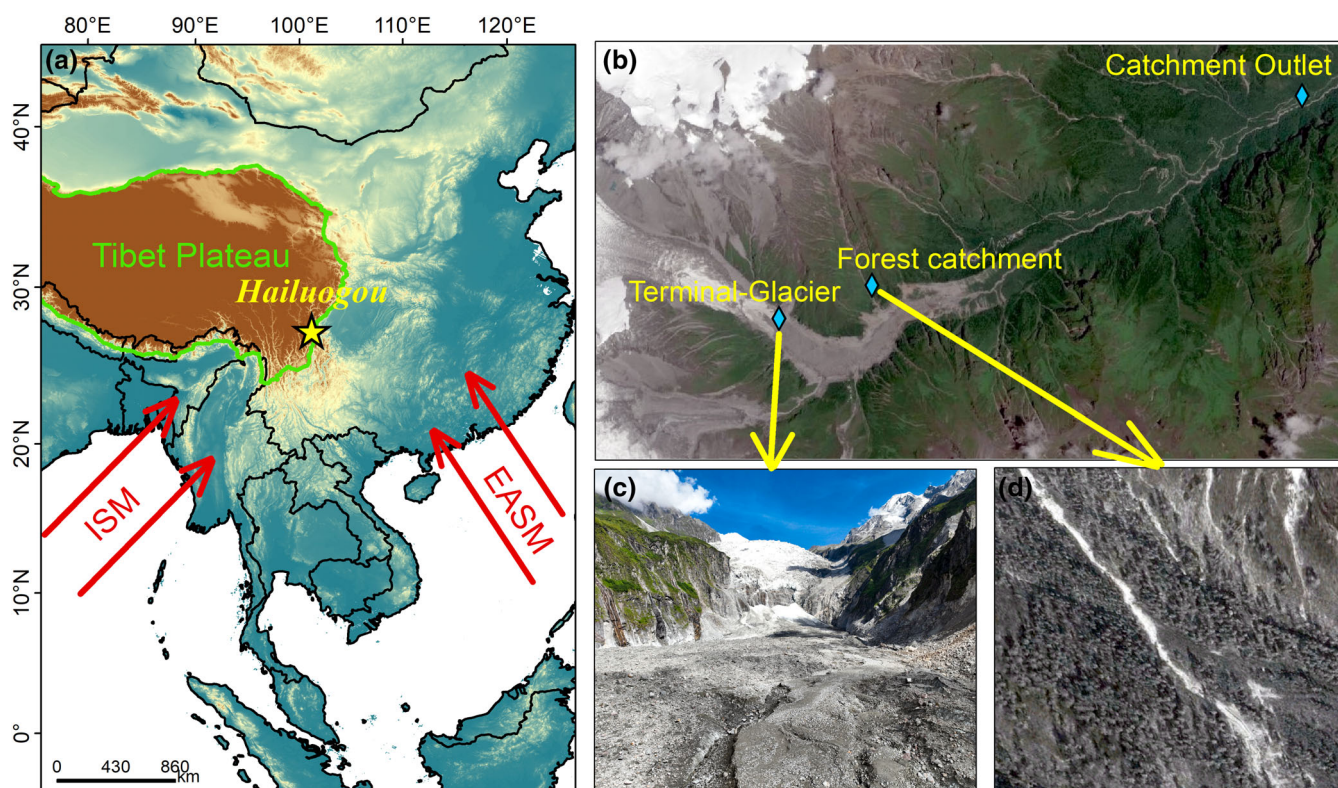 80°E 90°E 100°E 110°E 120°E
(a)
40°N
30°N
20°N
10°N
0°
Tibet Plateau
Hailuogou
ISM
EASM
0 430 860
km
(b)
Catchment Outlet
Forest catchment
Terminal-Glacier
(c)
(d)